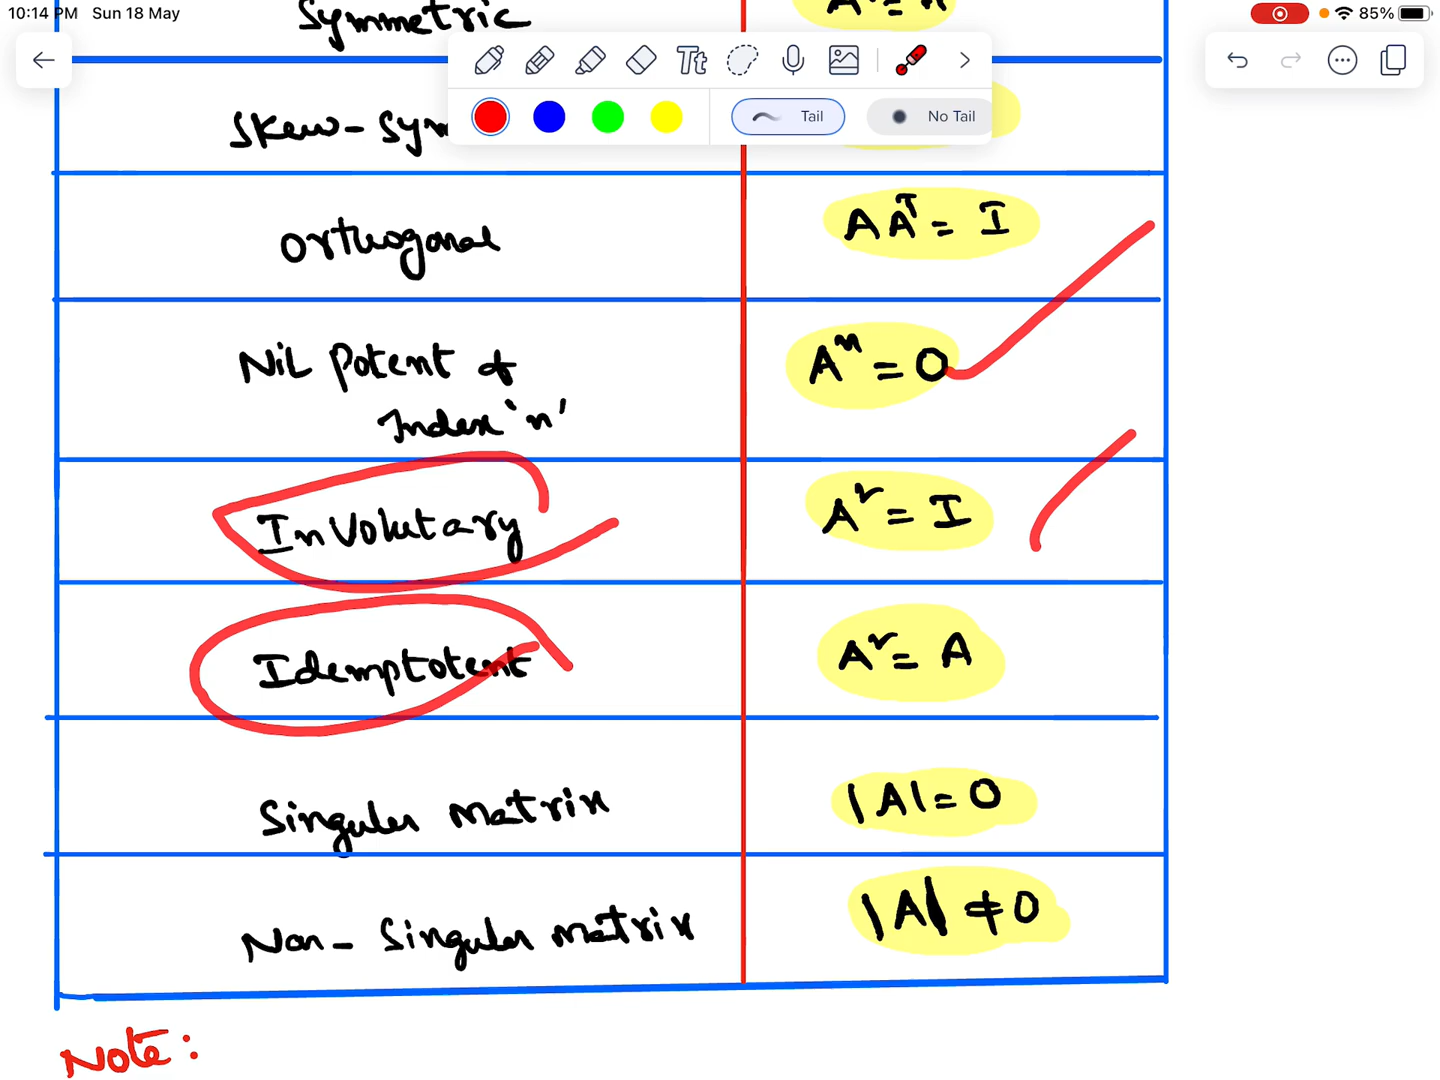 10:14 PM Sun 18 May
85%
Symmetric
Tt
Tail
No Tail
Skew-Sym
Orthogonal
AAᵀ = I
Nil Potent of
Index 'n'
Aⁿ = O
Involutary
A² = I
Idemptotent
A² = A
Singular matrix
|A| = 0
Non- Singular matrix
|A| ≠ 0
Note: